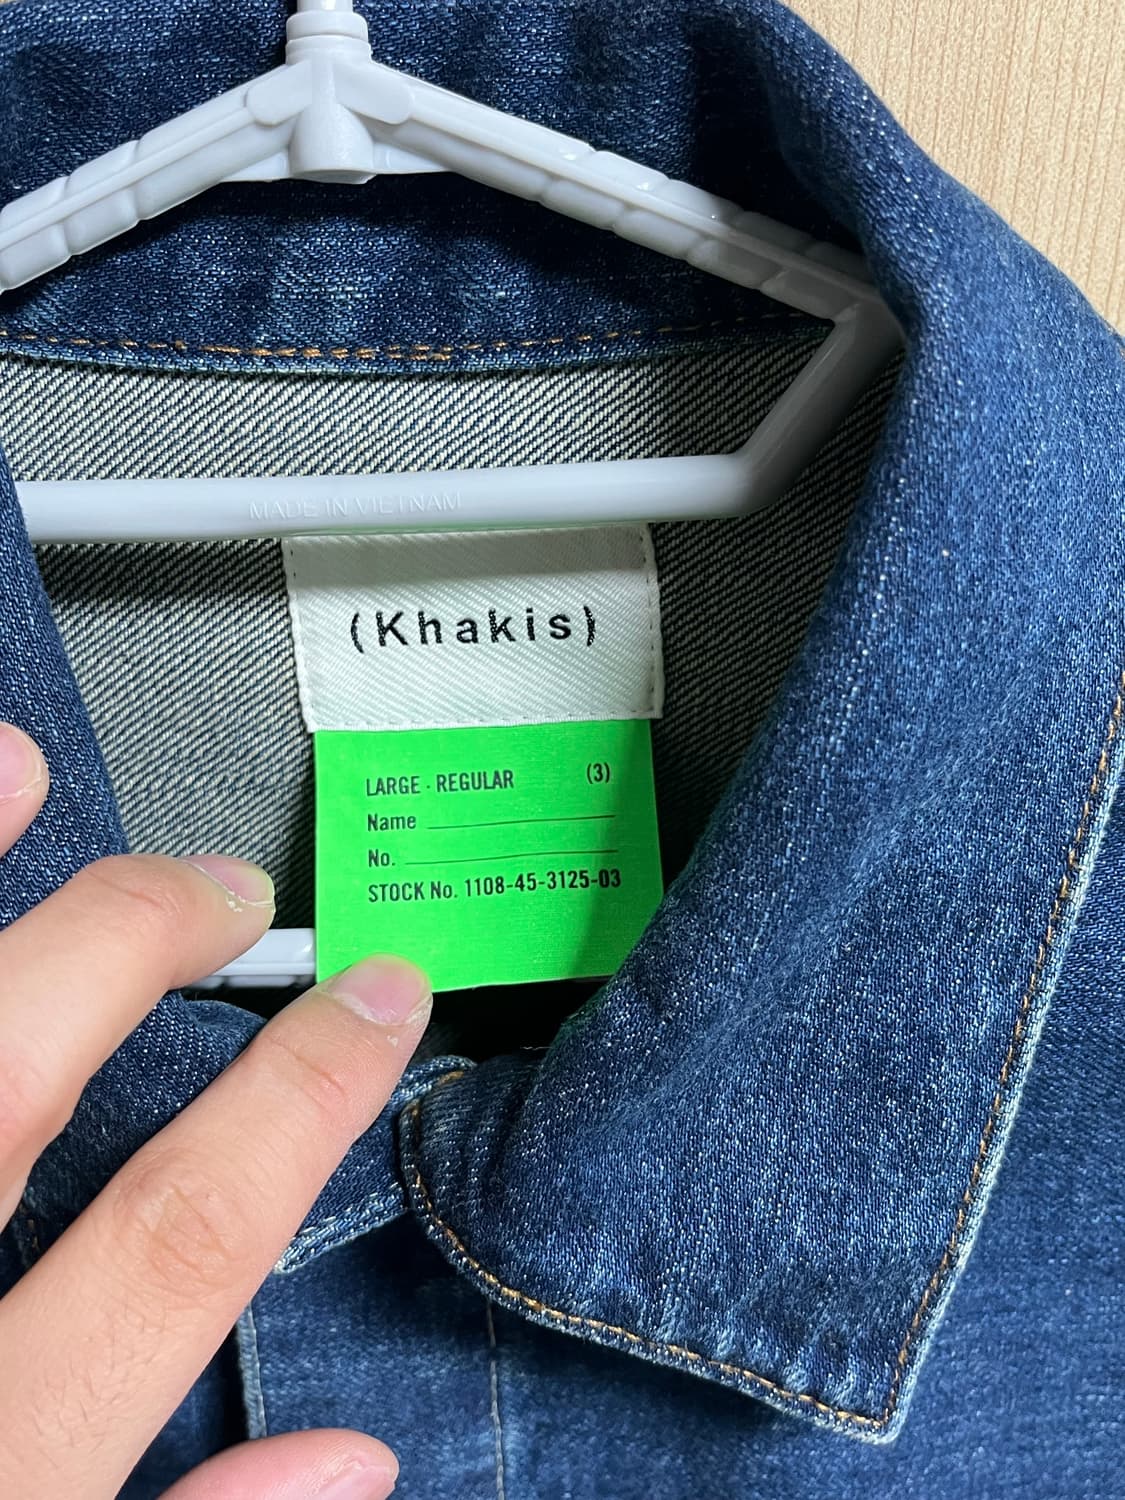 MADE IN VIETNAM
(Khakis)
LARGE · REGULAR (3)
Name
No.
STOCK No. 1108-45-3125-03